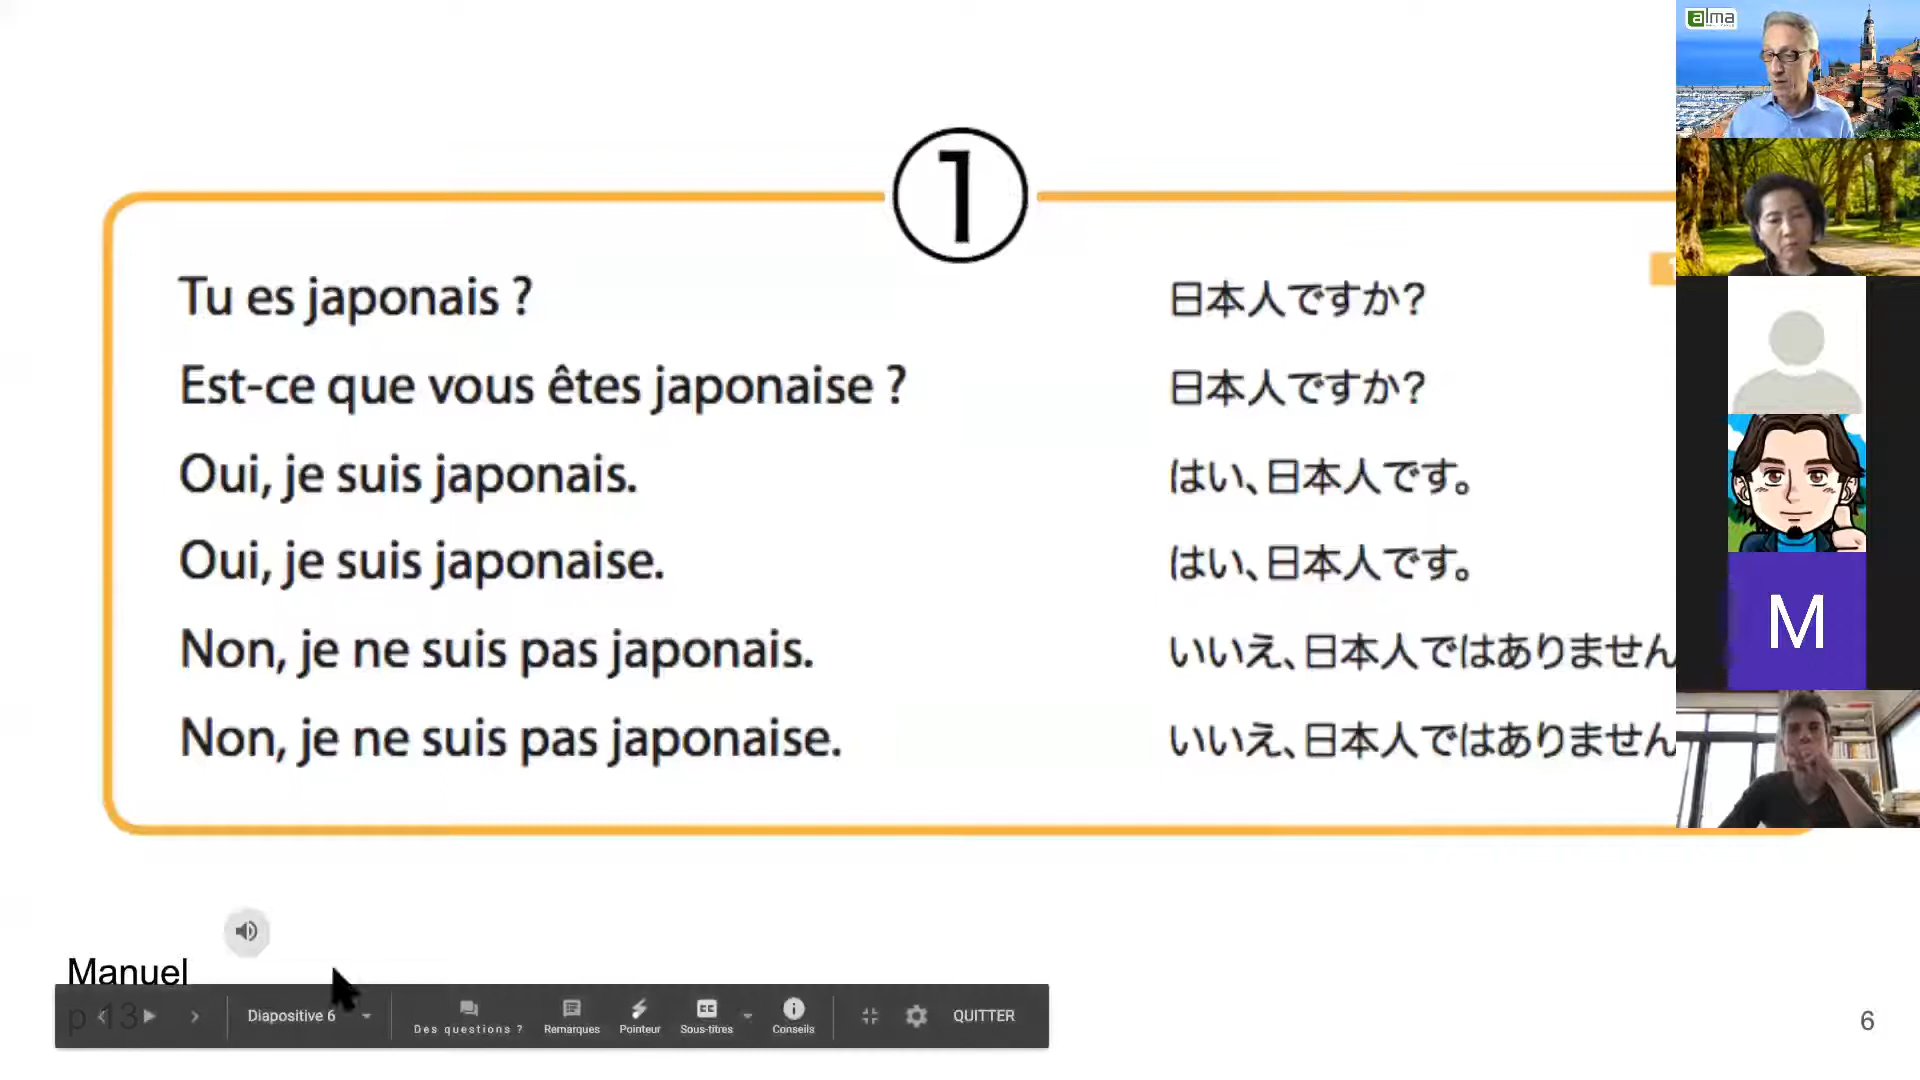 alma
1
Tu es japonais ?
日本人ですか?
Est-ce que vous êtes japonaise ?
日本人ですか?
Oui, je suis japonais.
はい、日本人です。
Oui, je suis japonaise.
はい、日本人です。
Non, je ne suis pas japonais.
いいえ、日本人ではありません
Non, je ne suis pas japonaise.
いいえ、日本人ではありません
M
Manuel
p 13
Diapositive 6
Des questions ?
Remarques
Pointeur
CC
Sous-titres
Conseils
QUITTER
6